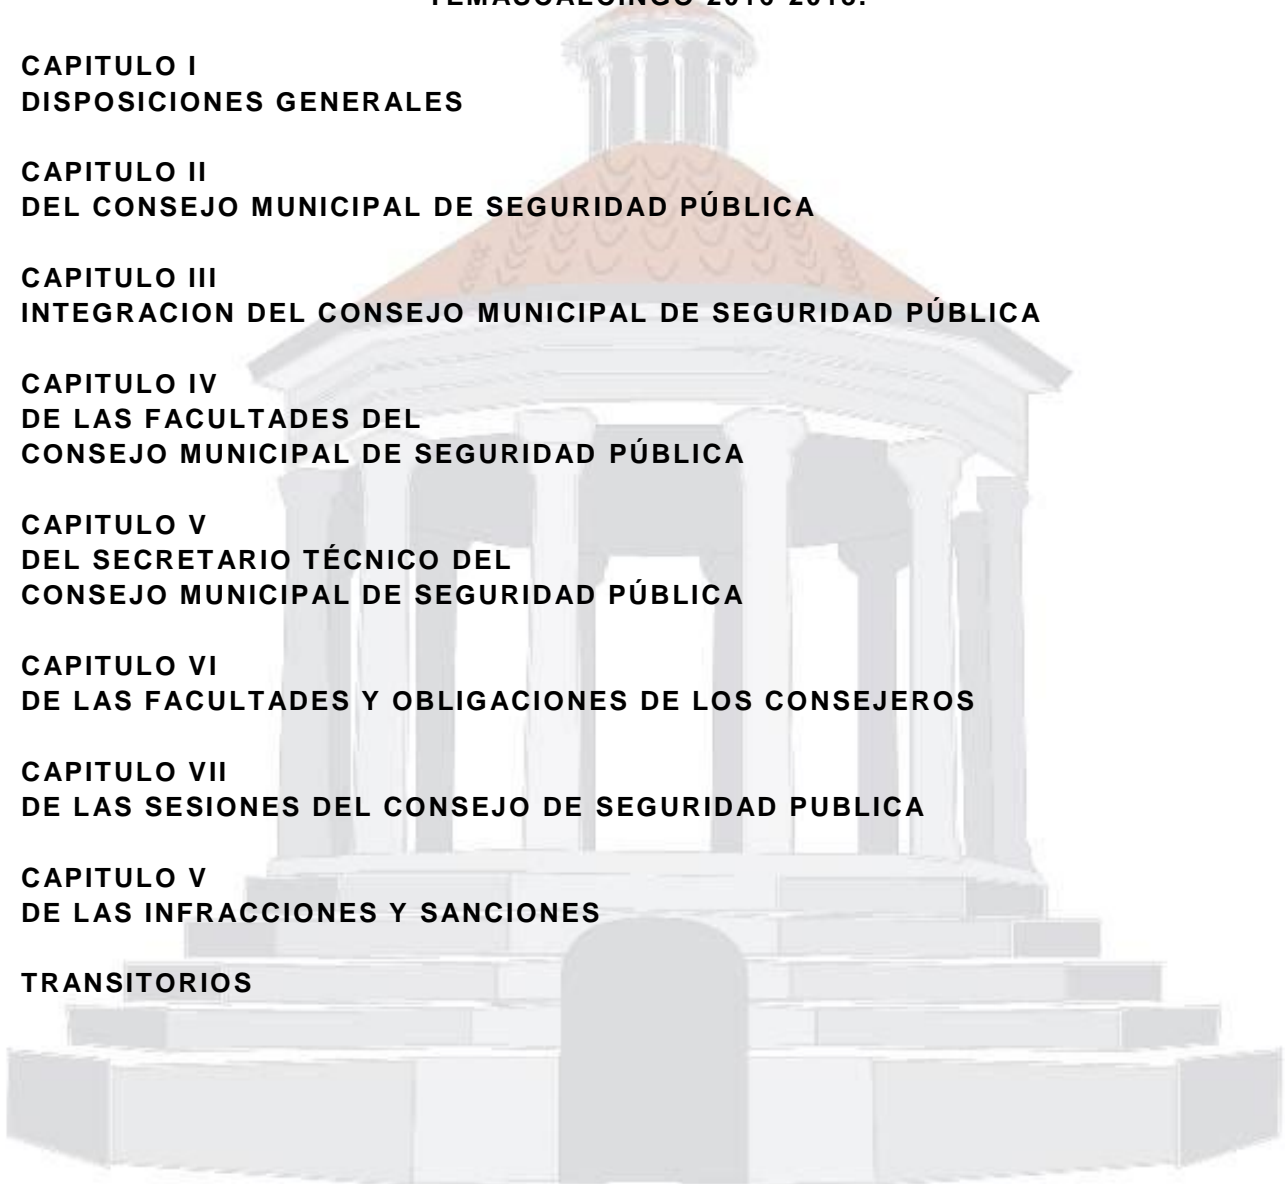 TEMASCALCINGO 2016-2018.
CAPITULO I
DISPOSICIONES GENERALES
CAPITULO II
DEL CONSEJO MUNICIPAL DE SEGURIDAD PÚBLICA
CAPITULO III
INTEGRACION DEL CONSEJO MUNICIPAL DE SEGURIDAD PÚBLICA
CAPITULO IV
DE LAS FACULTADES DEL
CONSEJO MUNICIPAL DE SEGURIDAD PÚBLICA
CAPITULO V
DEL SECRETARIO TÉCNICO DEL
CONSEJO MUNICIPAL DE SEGURIDAD PÚBLICA
CAPITULO VI
DE LAS FACULTADES Y OBLIGACIONES DE LOS CONSEJEROS
CAPITULO VII
DE LAS SESIONES DEL CONSEJO DE SEGURIDAD PUBLICA
CAPITULO V
DE LAS INFRACCIONES Y SANCIONES
TRANSITORIOS